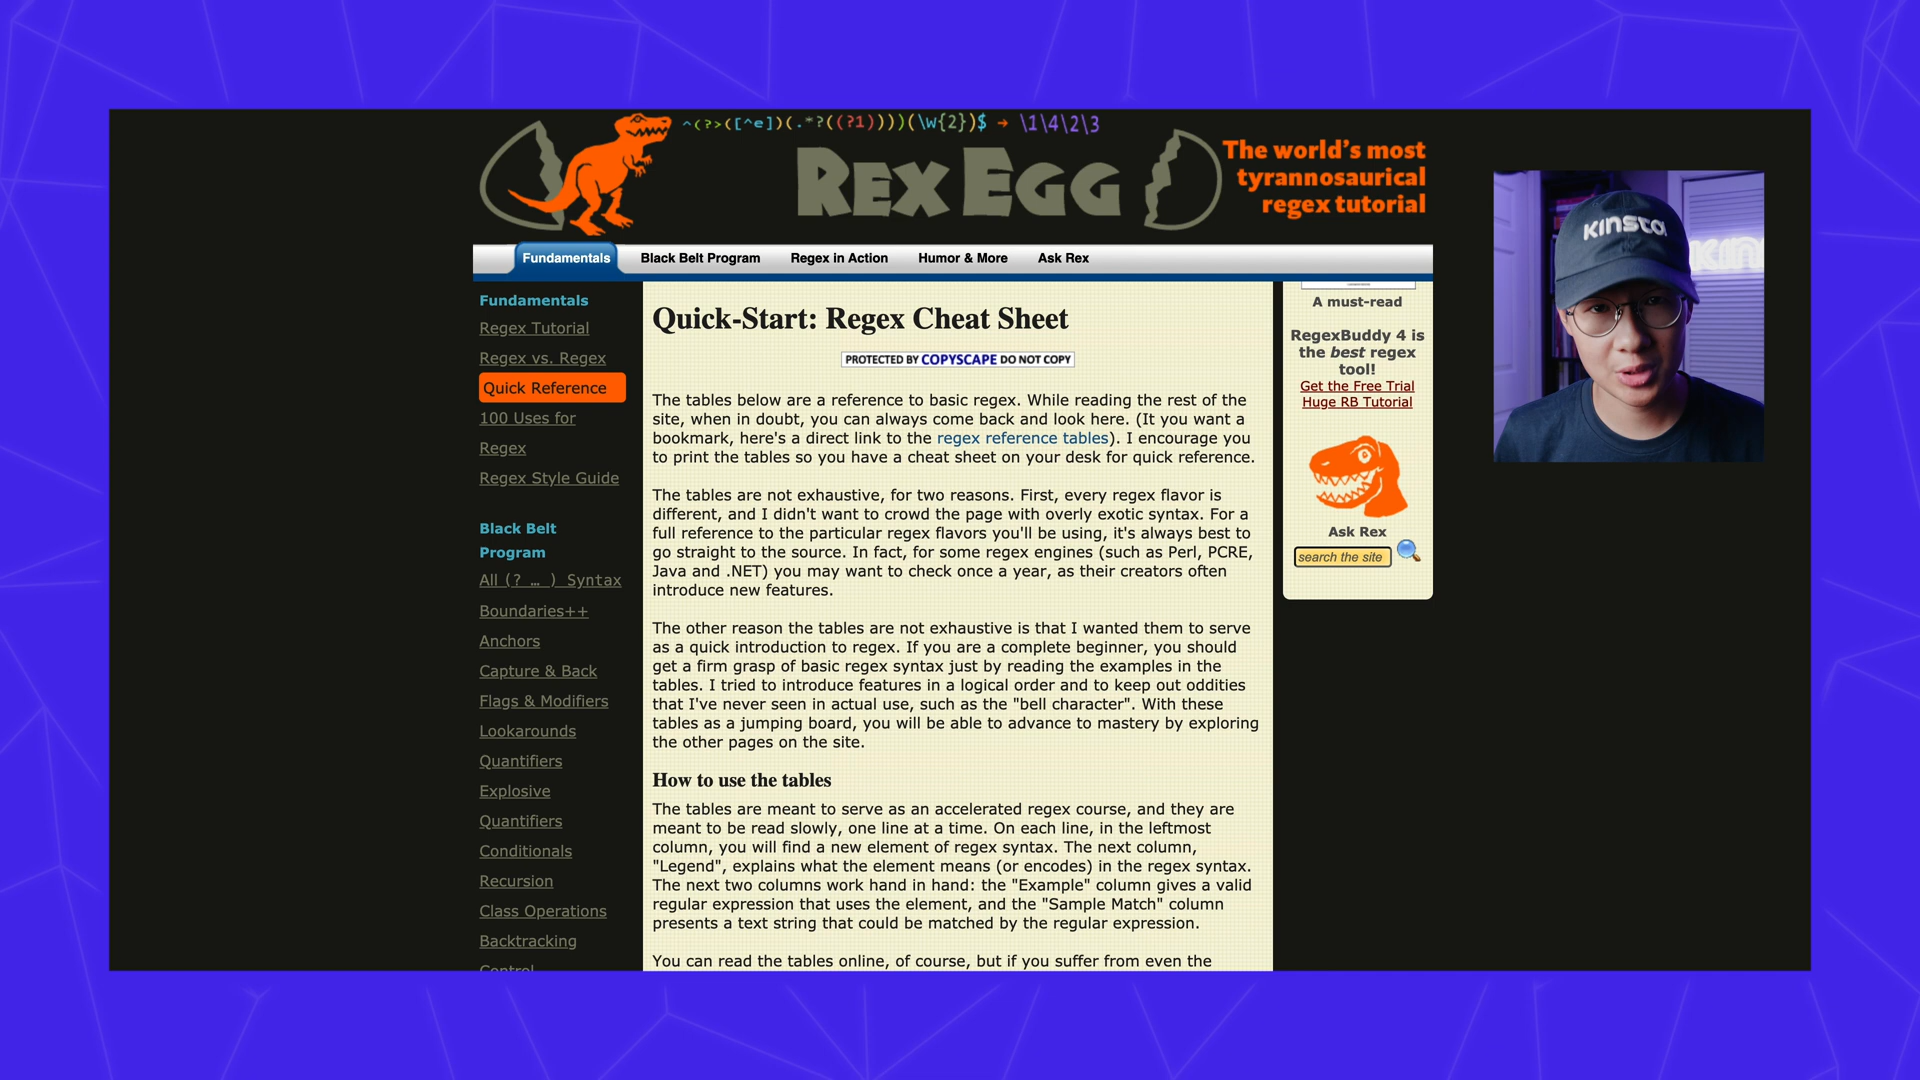 ^(?>([^e])(.*?((?1))))(\w{2})$ → \1\4\2\3
REX EGG
The world's most
tyrannosaurical
regex tutorial
Fundamentals
Black Belt Program
Regex in Action
Humor & More
Ask Rex
Fundamentals
Regex Tutorial
Regex vs. Regex
Quick Reference
100 Uses for
Regex
Regex Style Guide
Black Belt
Program
All (? … ) Syntax
Boundaries++
Anchors
Capture & Back
Flags & Modifiers
Lookarounds
Quantifiers
Explosive
Quantifiers
Conditionals
Recursion
Class Operations
Backtracking
Control
Quick-Start: Regex Cheat Sheet
PROTECTED BY COPYSCAPE DO NOT COPY
The tables below are a reference to basic regex. While reading the rest of the
site, when in doubt, you can always come back and look here. (It you want a
bookmark, here's a direct link to the regex reference tables). I encourage you
to print the tables so you have a cheat sheet on your desk for quick reference.
The tables are not exhaustive, for two reasons. First, every regex flavor is
different, and I didn't want to crowd the page with overly exotic syntax. For a
full reference to the particular regex flavors you'll be using, it's always best to
go straight to the source. In fact, for some regex engines (such as Perl, PCRE,
Java and .NET) you may want to check once a year, as their creators often
introduce new features.
The other reason the tables are not exhaustive is that I wanted them to serve
as a quick introduction to regex. If you are a complete beginner, you should
get a firm grasp of basic regex syntax just by reading the examples in the
tables. I tried to introduce features in a logical order and to keep out oddities
that I've never seen in actual use, such as the "bell character". With these
tables as a jumping board, you will be able to advance to mastery by exploring
the other pages on the site.
How to use the tables
The tables are meant to serve as an accelerated regex course, and they are
meant to be read slowly, one line at a time. On each line, in the leftmost
column, you will find a new element of regex syntax. The next column,
"Legend", explains what the element means (or encodes) in the regex syntax.
The next two columns work hand in hand: the "Example" column gives a valid
regular expression that uses the element, and the "Sample Match" column
presents a text string that could be matched by the regular expression.
You can read the tables online, of course, but if you suffer from even the
A must-read
RegexBuddy 4 is
the best regex
tool!
Get the Free Trial
Huge RB Tutorial
Ask Rex
search the site
KINSTA
KIN